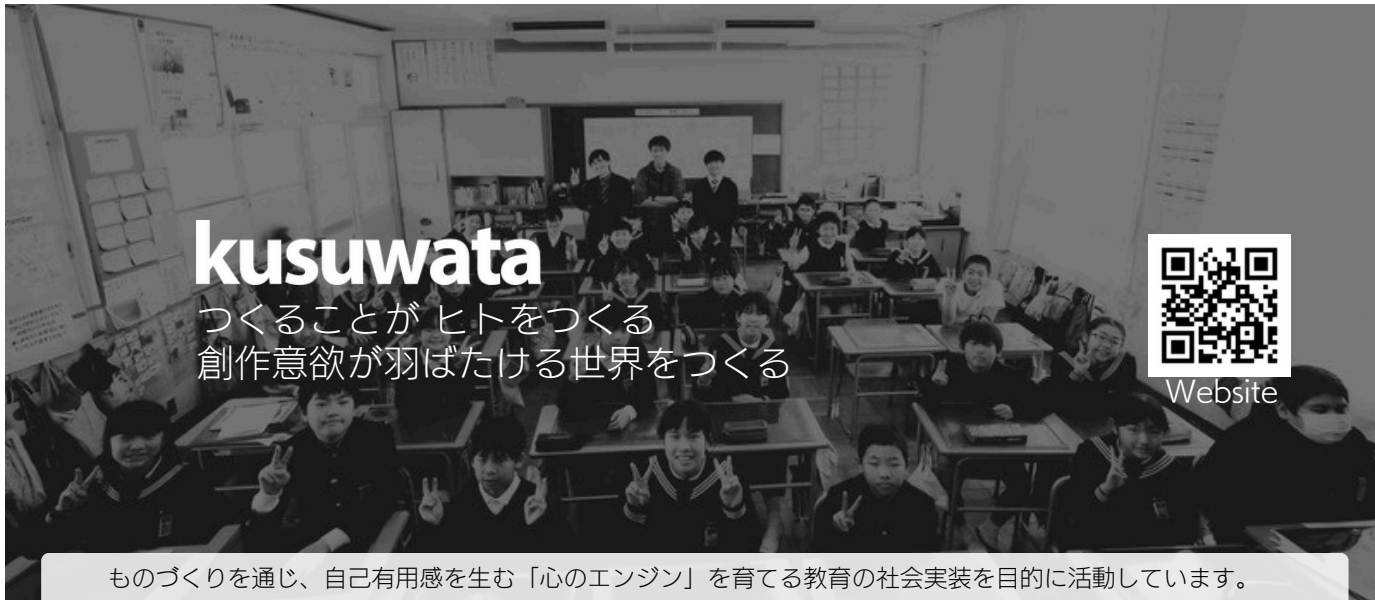 kusuwata
つくることが ヒトをつくる
創作意欲が羽ばたける世界をつくる
Website
ものづくりを通じ、自己有用感を生む「心のエンジン」を育てる教育の社会実装を目的に活動しています。